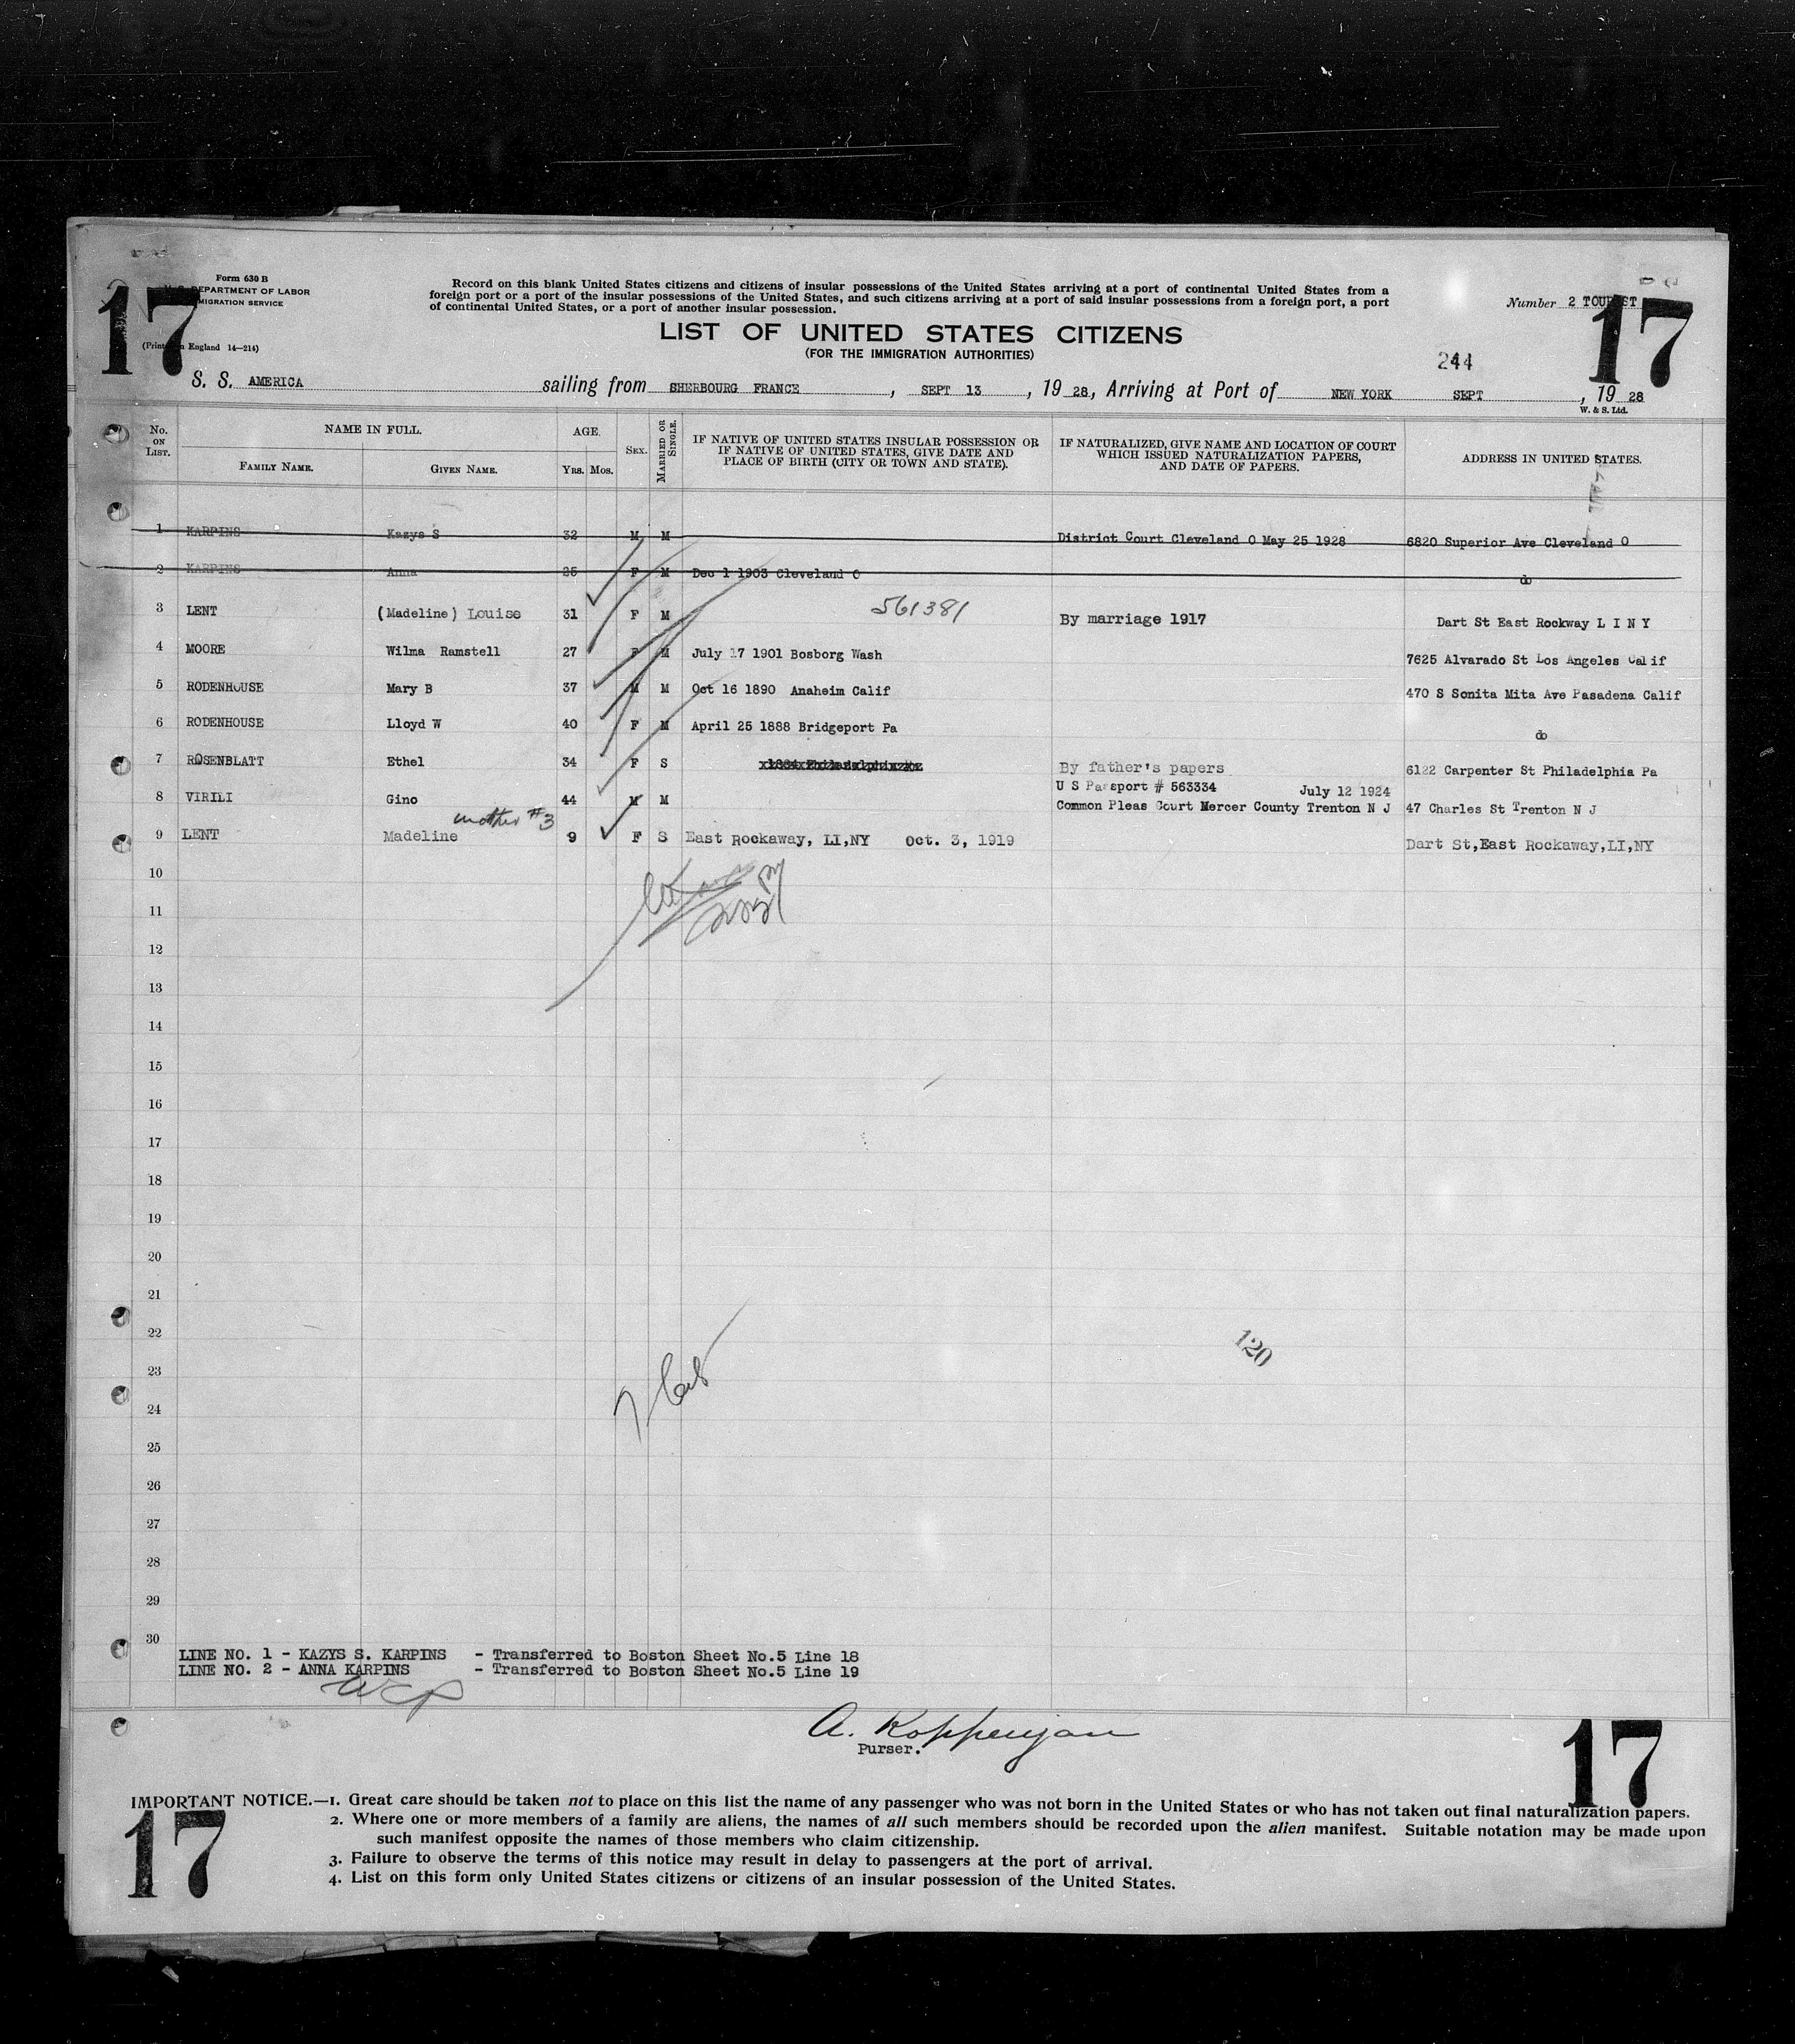 Form 630 B
DEPARTMENT OF LABOR
MIGRATION SERVICE
(Print n England 14—214)
17
17
Record on this blank United States citizens and citizens of insular possessions of the United States arriving at a port of continental United States from a
foreign port or a port of the insular possessions of the United States, and such citizens arriving at a port of said insular possessions from a foreign port, a port
of continental United States, or a port of another insular possession.
Number 2 TOURIST
LIST OF UNITED STATES CITIZENS
(FOR THE IMMIGRATION AUTHORITIES)
244
S. S. AMERICA sailing from SHERBOURG FRANCE, SEPT 13, 19 28, Arriving at Port of NEW YORK SEPT, 19 28
W. & S. Ltd.
No. ON LIST. NAME IN FULL. FAMILY NAME. GIVEN NAME. AGE. Yrs. Mos. SEX. MARRIED OR SINGLE. IF NATIVE OF UNITED STATES INSULAR POSSESSION OR IF NATIVE OF UNITED STATES, GIVE DATE AND PLACE OF BIRTH (CITY OR TOWN AND STATE). IF NATURALIZED, GIVE NAME AND LOCATION OF COURT WHICH ISSUED NATURALIZATION PAPERS, AND DATE OF PAPERS. ADDRESS IN UNITED STATES.
1 KARPINS Kazys S 32 M M District Court Cleveland O May 25 1928 6820 Superior Ave Cleveland O
2 KARPINS Anna 25 F M Dec 1 1903 Cleveland O do
3 LENT (Madeline) Louise 31 F M 561381 By marriage 1917 Dart St East Rockway L I N Y
4 MOORE Wilma Ramstell 27 F M July 17 1901 Bosborg Wash 7625 Alvarado St Los Angeles Calif
5 RODENHOUSE Mary B 37 M M Oct 16 1890 Anaheim Calif 470 S Sonita Mita Ave Pasadena Calif
6 RODENHOUSE Lloyd W 40 F M April 25 1888 Bridgeport Pa do
7 ROSENBLATT Ethel 34 F S By father's papers 6122 Carpenter St Philadelphia Pa
U S Passport # 563334 July 12 1924
8 VIRILI Gino 44 M M Common Pleas Court Mercer County Trenton N J 47 Charles St Trenton N J
mother #3
9 LENT Madeline 9 F S East Rockaway, LI,NY Oct. 3, 1919 Dart St,East Rockaway,LI,NY
10
11
12
13
14
15
16
17
18
19
20
21
22
120
23
24
25
26
27
28
29
30
LINE NO. 1 - KAZYS S. KARPINS - Transferred to Boston Sheet No.5 Line 18
LINE NO. 2 - ANNA KARPINS - Transferred to Boston Sheet No.5 Line 19
A. Koppenjan
Purser.
17
IMPORTANT NOTICE.—1. Great care should be taken not to place on this list the name of any passenger who was not born in the United States or who has not taken out final naturalization papers.
2. Where one or more members of a family are aliens, the names of all such members should be recorded upon the alien manifest. Suitable notation may be made upon
such manifest opposite the names of those members who claim citizenship.
3. Failure to observe the terms of this notice may result in delay to passengers at the port of arrival.
4. List on this form only United States citizens or citizens of an insular possession of the United States.
17